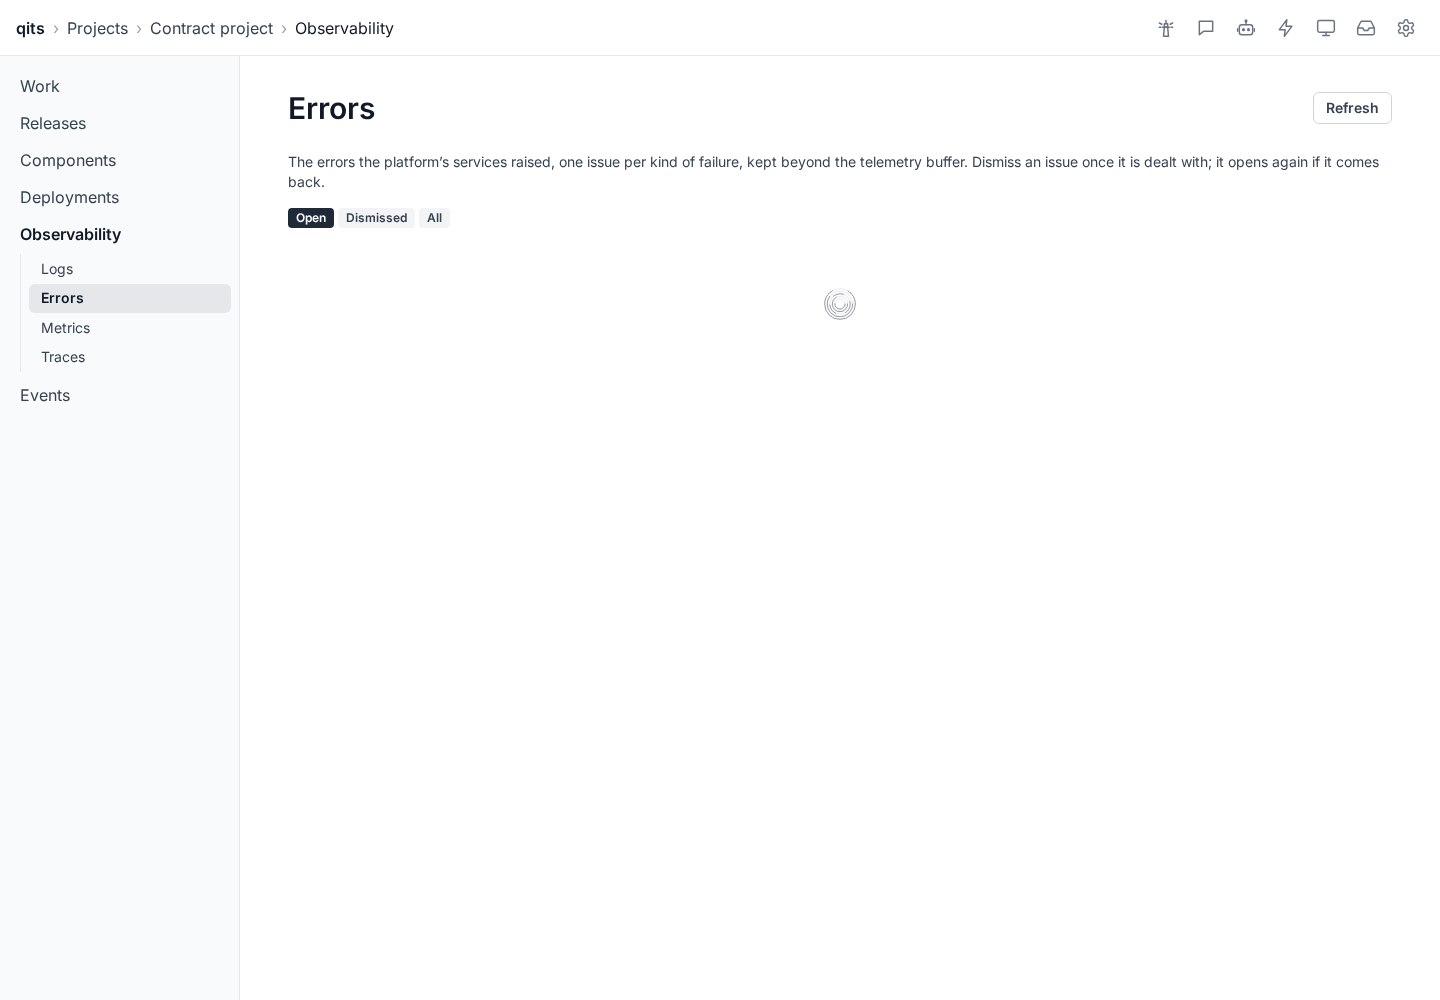 qits › Projects › Contract project › Observability
Work
Releases
Components
Deployments
Observability
Logs
Errors
Metrics
Traces
Events
Errors
Refresh
The errors the platform’s services raised, one issue per kind of failure, kept beyond the telemetry buffer. Dismiss an issue once it is dealt with; it opens again if it comes
back.
Open
Dismissed
All